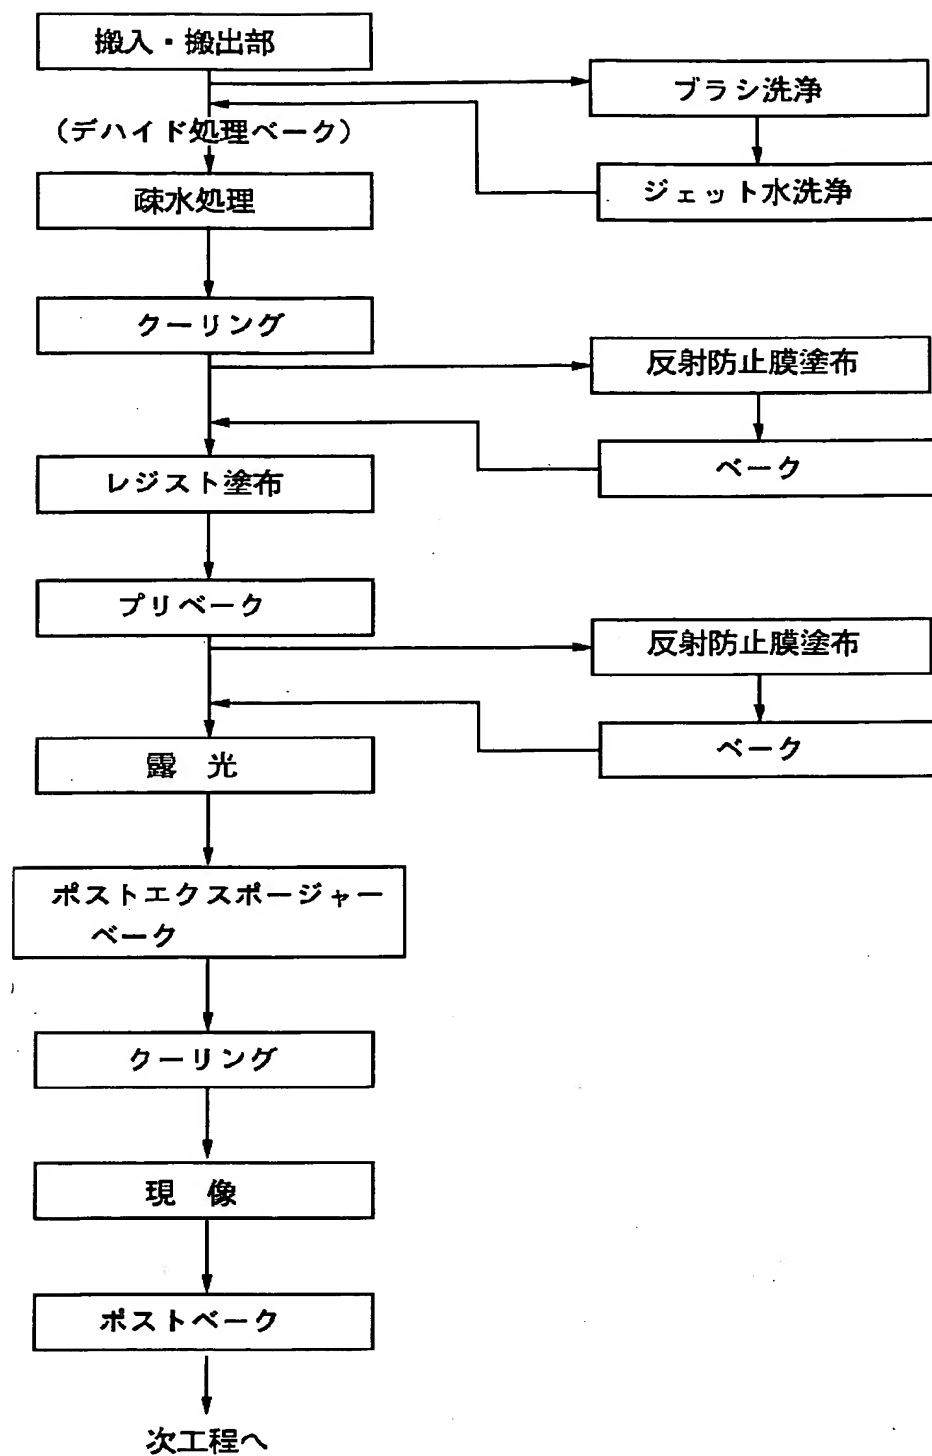 搬入・搬出部
ブラシ洗浄
(デハイド処理ベーク)
ジェット水洗浄
疎水処理
クーリング
反射防止膜塗布
ベーク
レジスト塗布
プリベーク
反射防止膜塗布
ベーク
露 光
ポストエクスポージャー
ベーク
クーリング
現 像
ポストベーク
次工程へ